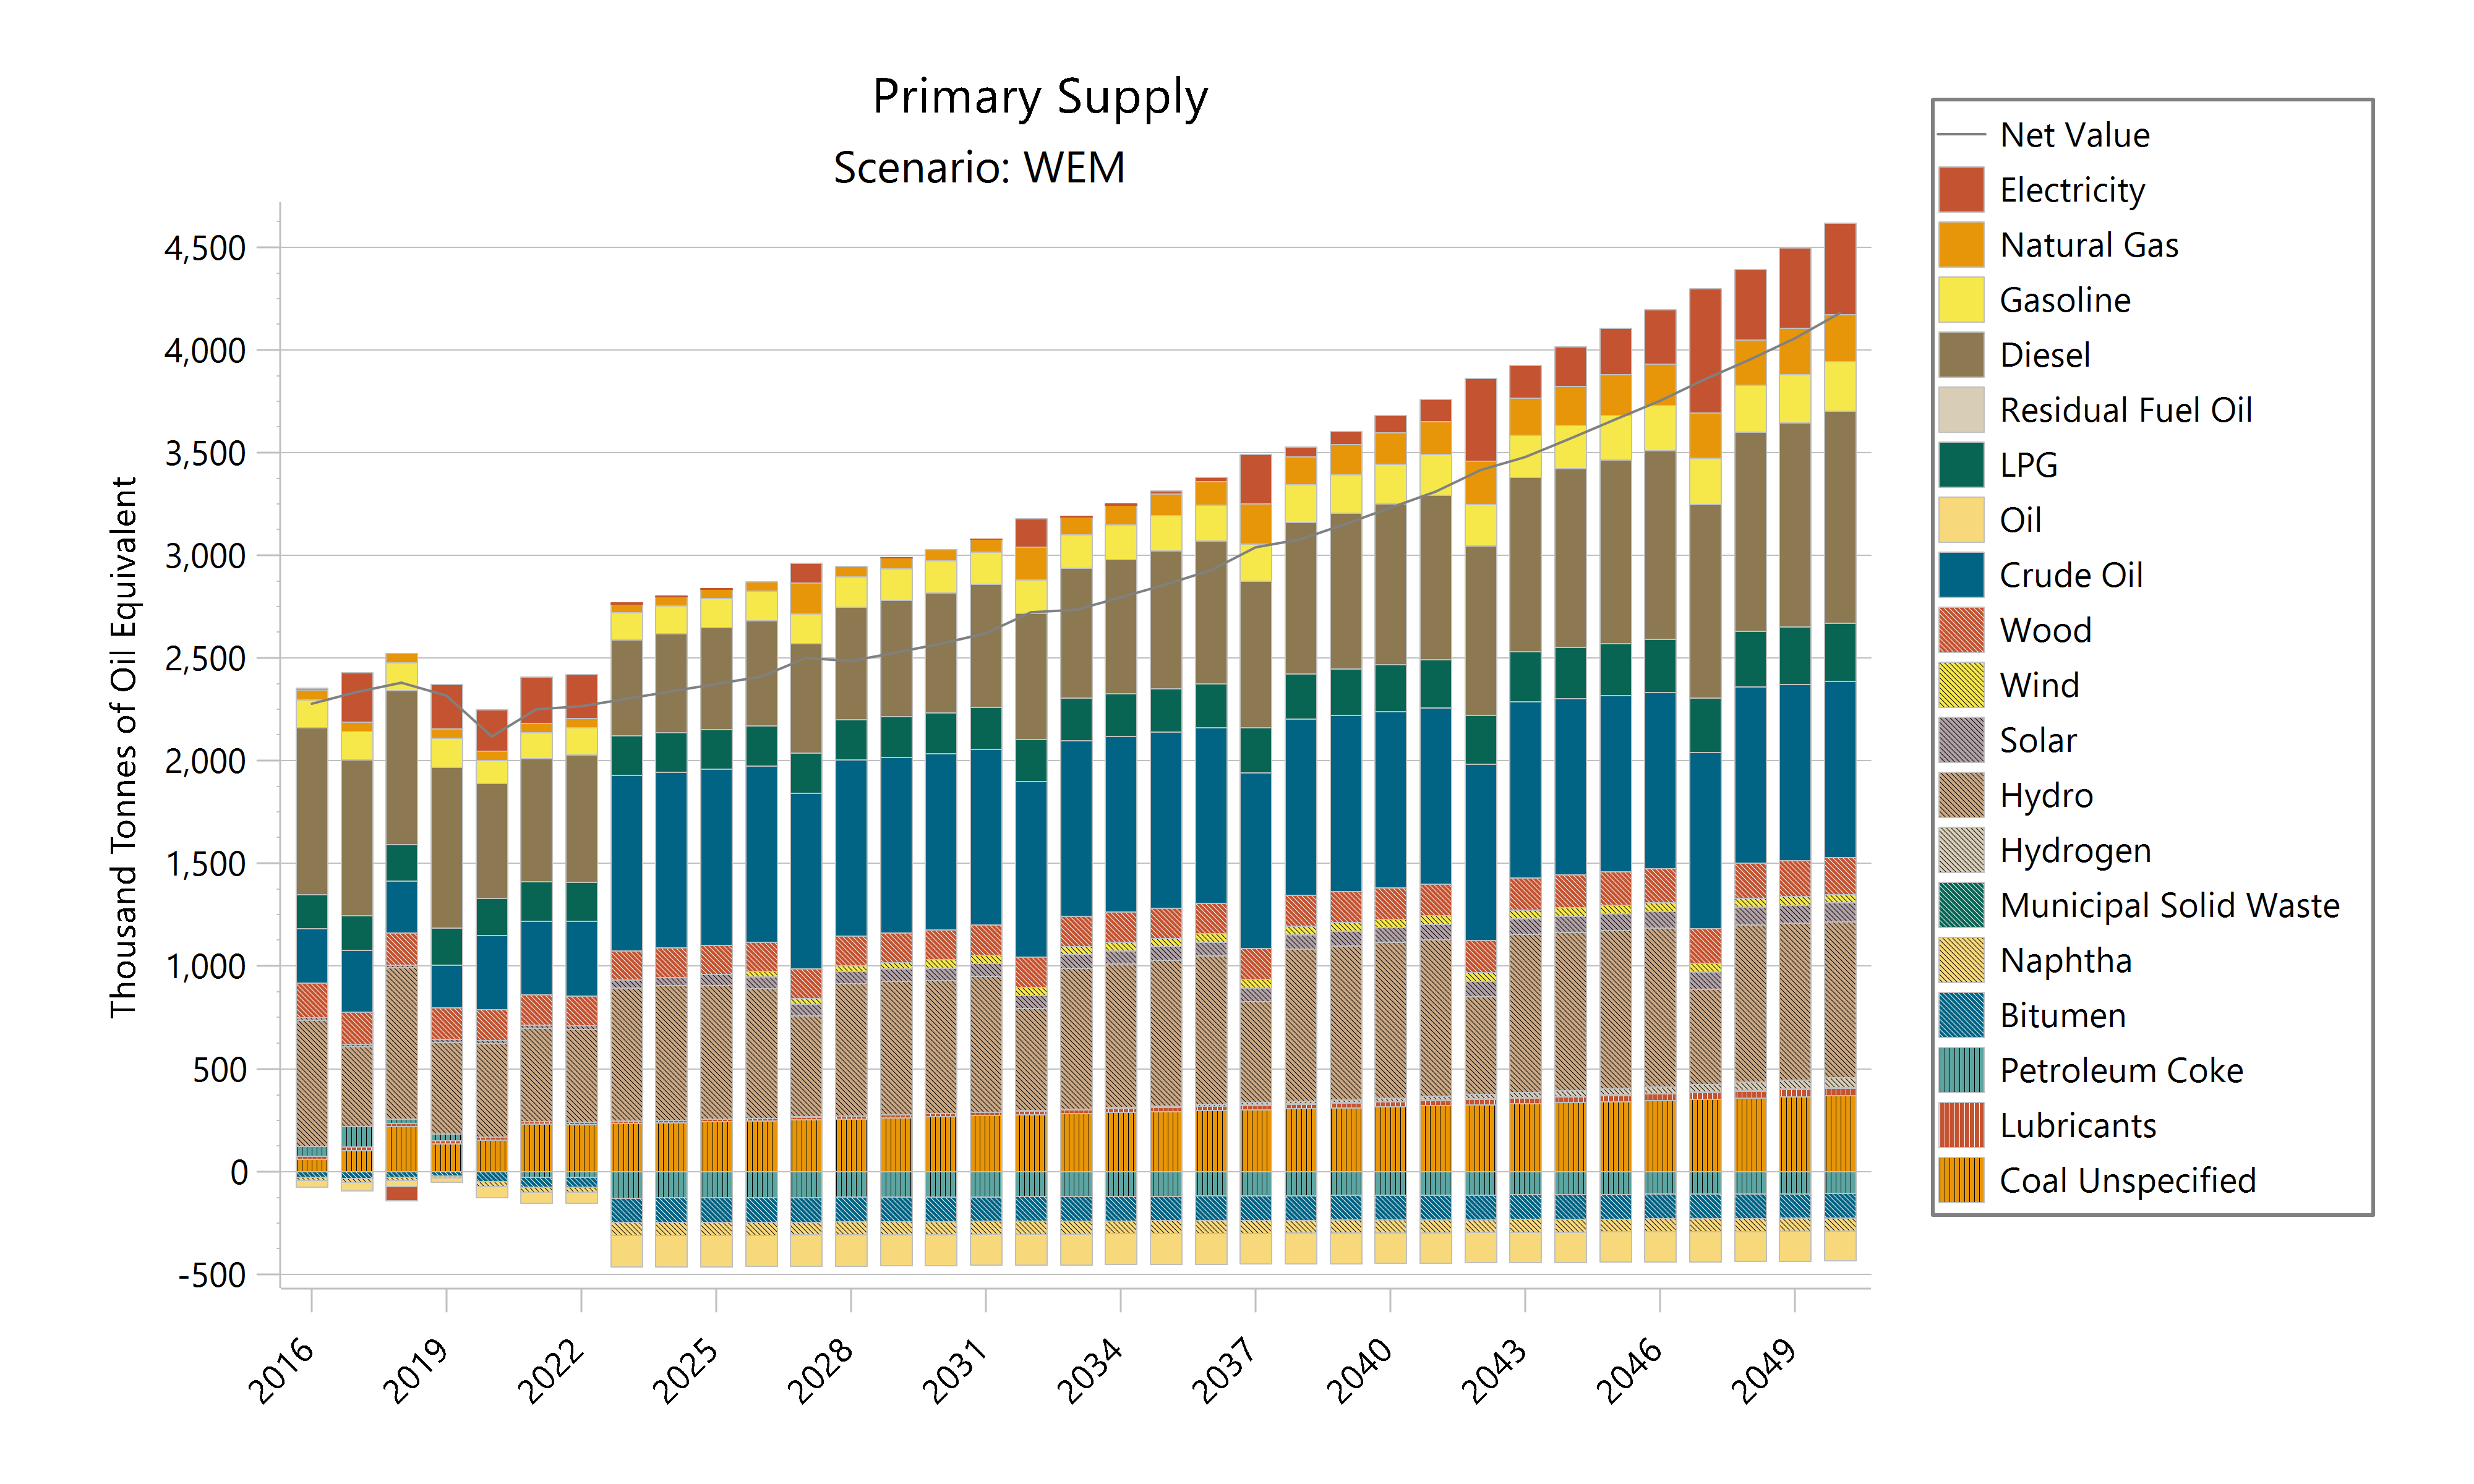 Primary Supply
Scenario: WEM
Thousand Tonnes of Oil Equivalent
4,500
4,000
3,500
3,000
2,500
2,000
1,500
1,000
500
0
-500
2016
2019
2022
2025
2028
2031
2034
2037
2040
2043
2046
2049
Net Value
Electricity
Natural Gas
Gasoline
Diesel
Residual Fuel Oil
LPG
Oil
Crude Oil
Wood
Wind
Solar
Hydro
Hydrogen
Municipal Solid Waste
Naphtha
Bitumen
Petroleum Coke
Lubricants
Coal Unspecified